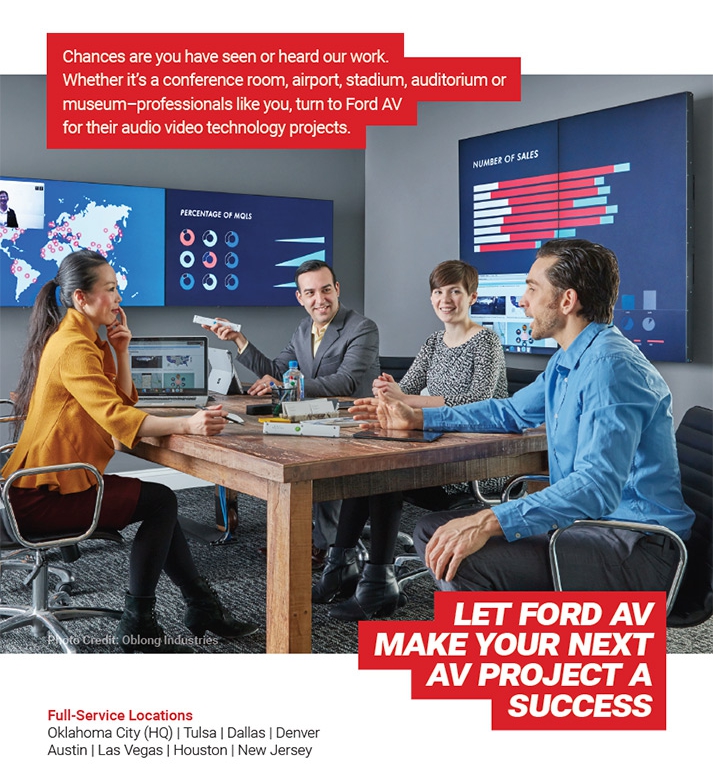 Chances are you have seen or heard our work.
Whether it's a conference room, airport, stadium, auditorium or
museum–professionals like you, turn to Ford AV
for their audio video technology projects.
NUMBER OF SALES
PERCENTAGE OF MQLS
Photo Credit: Oblong Industries
LET FORD AV
MAKE YOUR NEXT
AV PROJECT A
SUCCESS
Full-Service Locations
Oklahoma City (HQ) | Tulsa | Dallas | Denver
Austin | Las Vegas | Houston | New Jersey